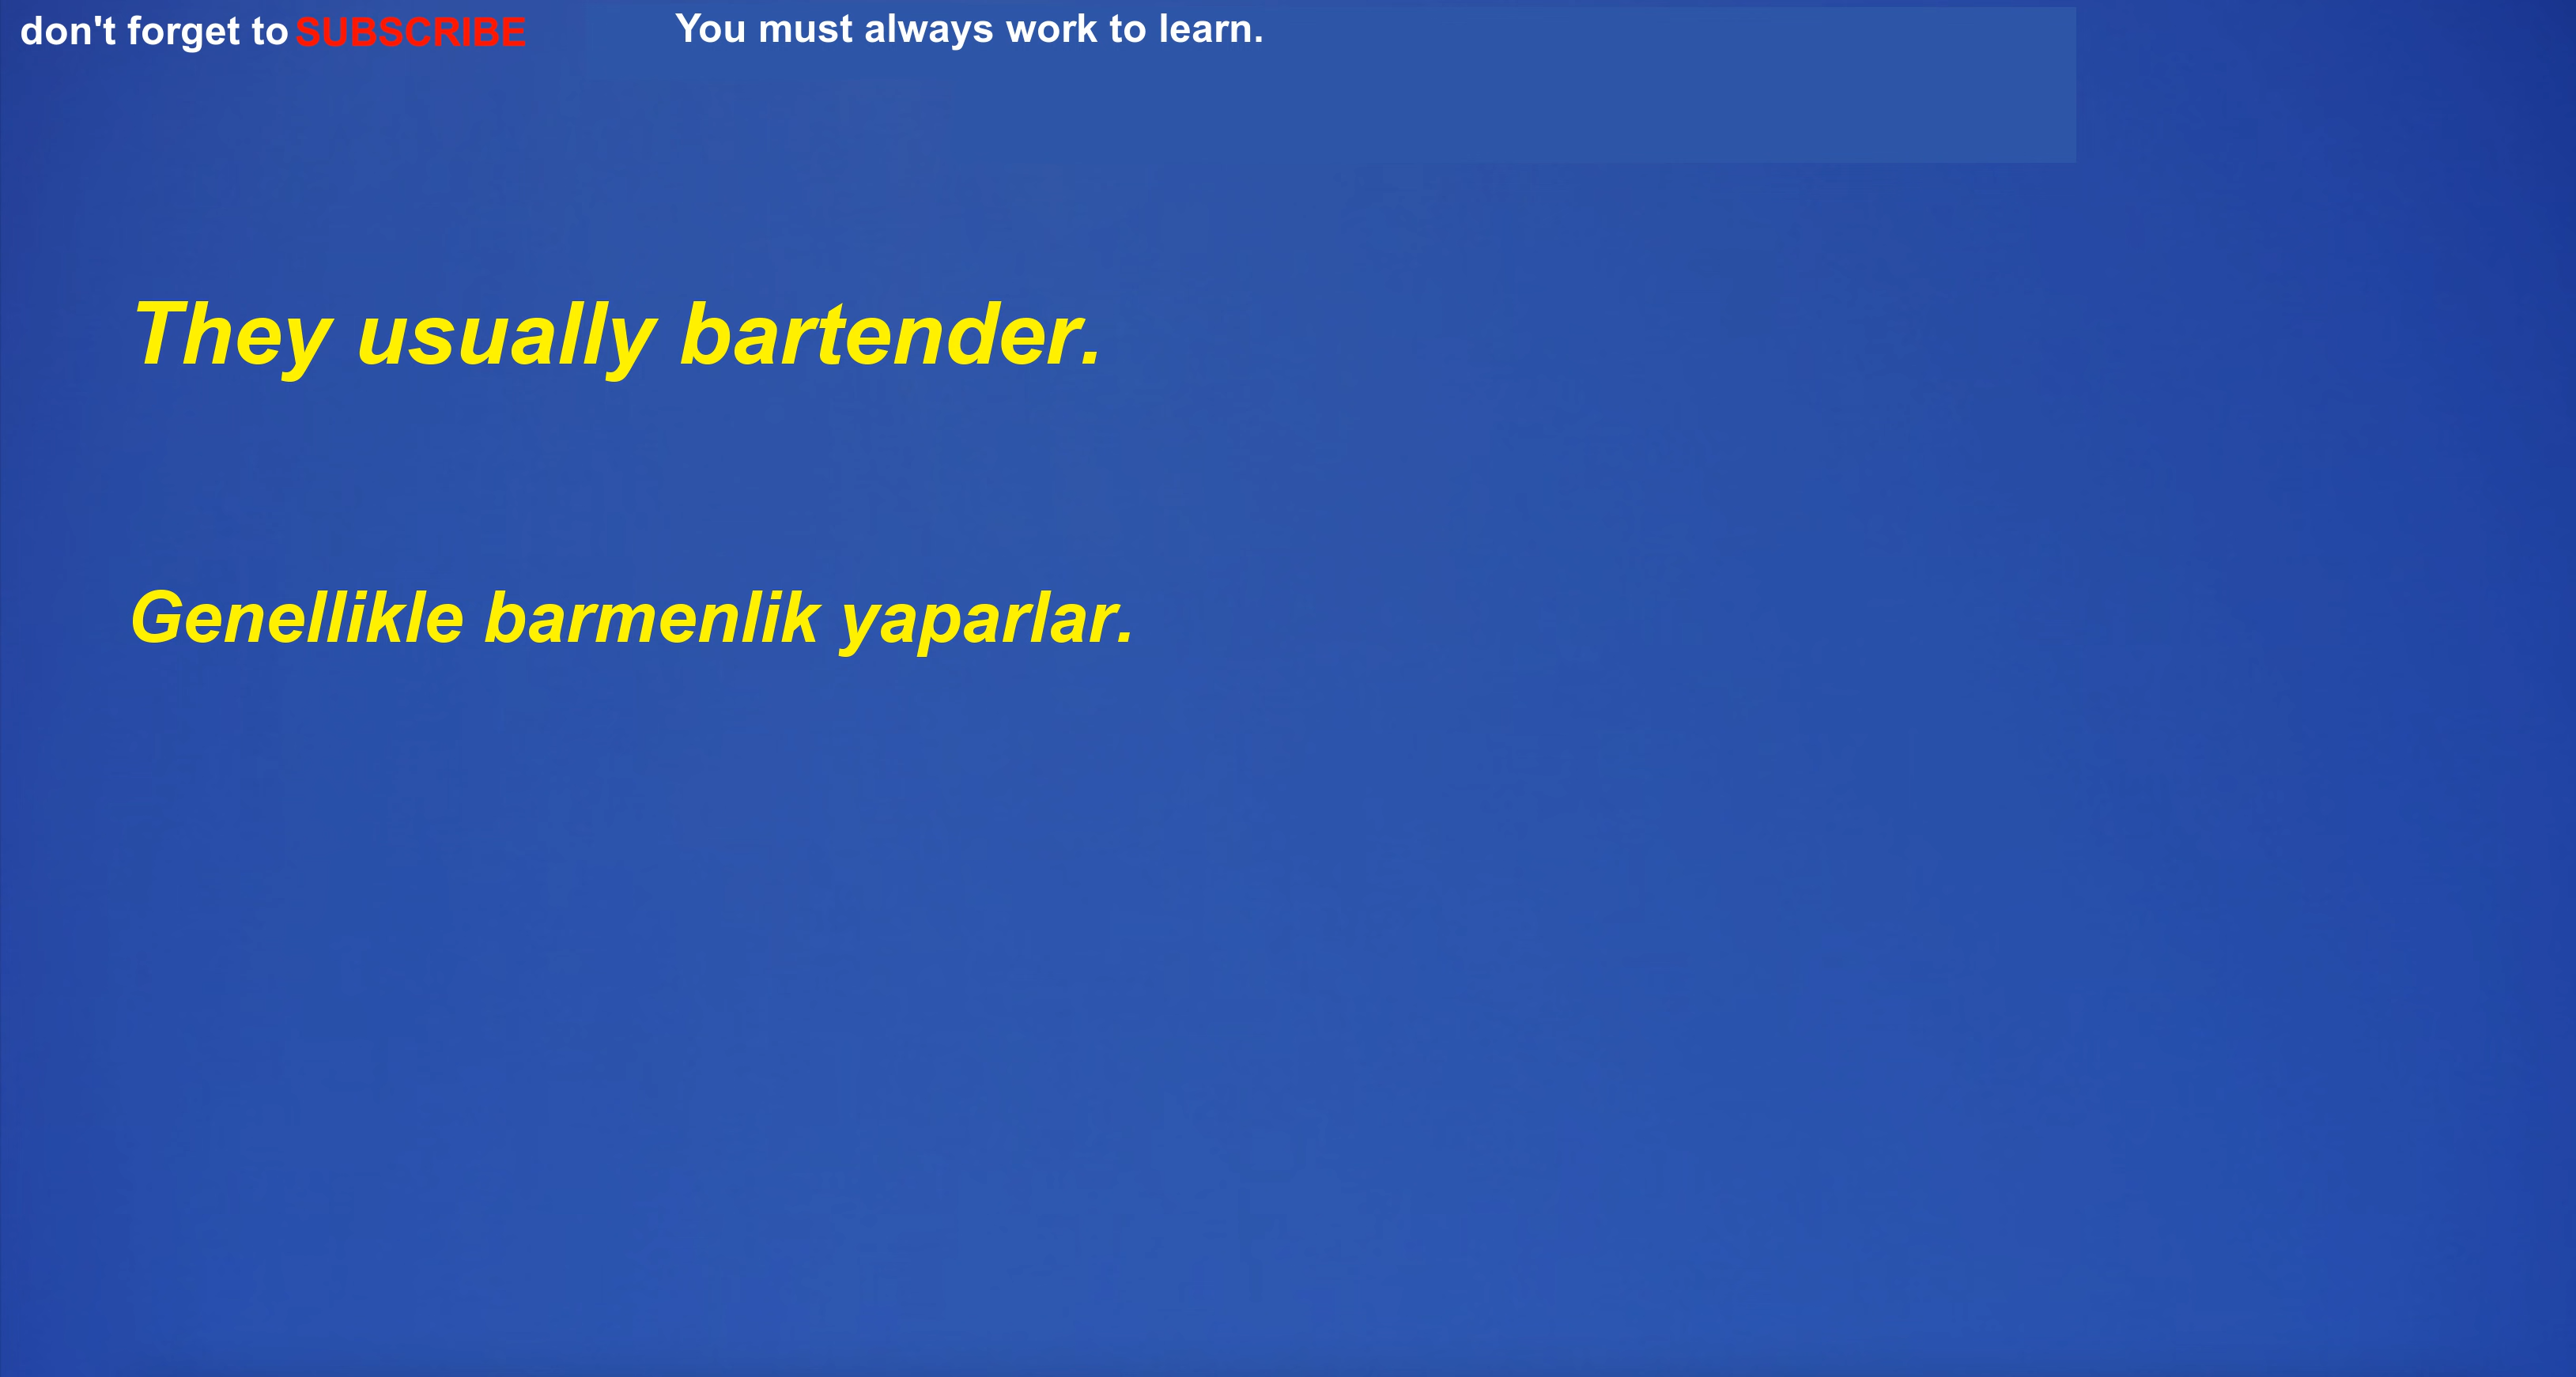 don't forget to SUBSCRIBE
You must always work to learn.
They usually bartender.
Genellikle barmenlik yaparlar.